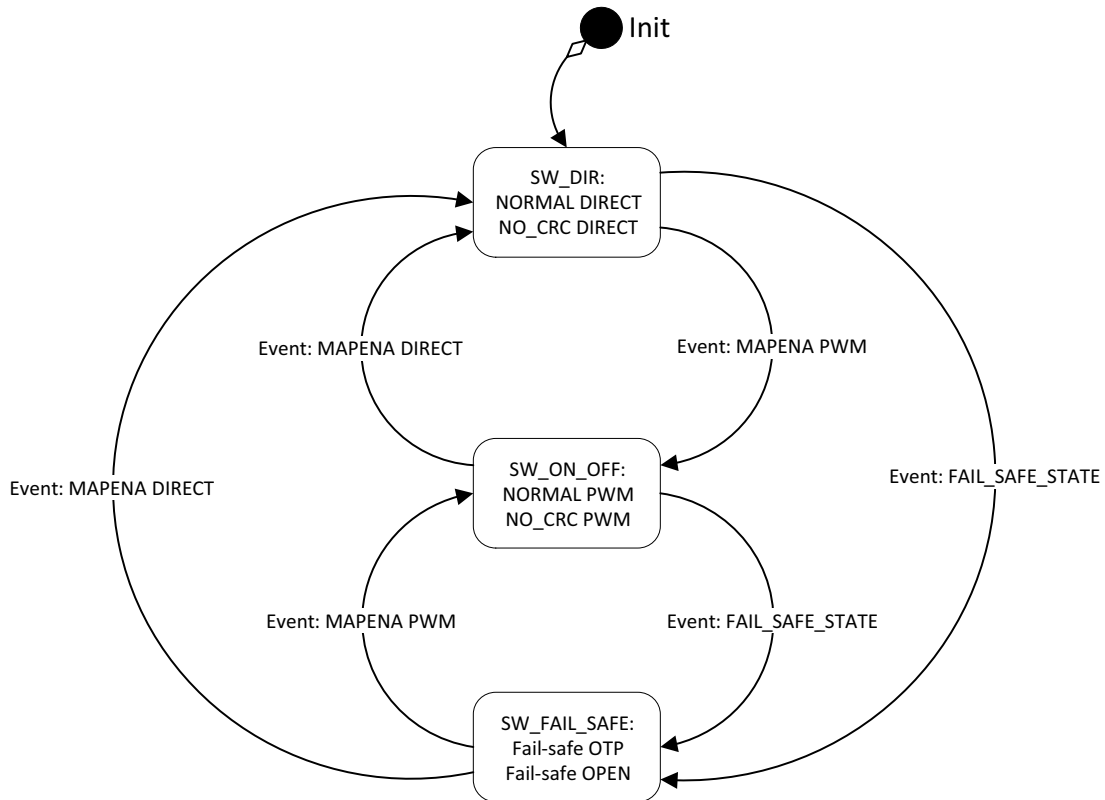 Init
SW_DIR:
NORMAL DIRECT
NO_CRC DIRECT
Event: MAPENA DIRECT
Event: MAPENA PWM
Event: MAPENA DIRECT
SW_ON_OFF:
NORMAL PWM
NO_CRC PWM
Event: FAIL_SAFE_STATE
Event: MAPENA PWM
Event: FAIL_SAFE_STATE
SW_FAIL_SAFE:
Fail-safe OTP
Fail-safe OPEN